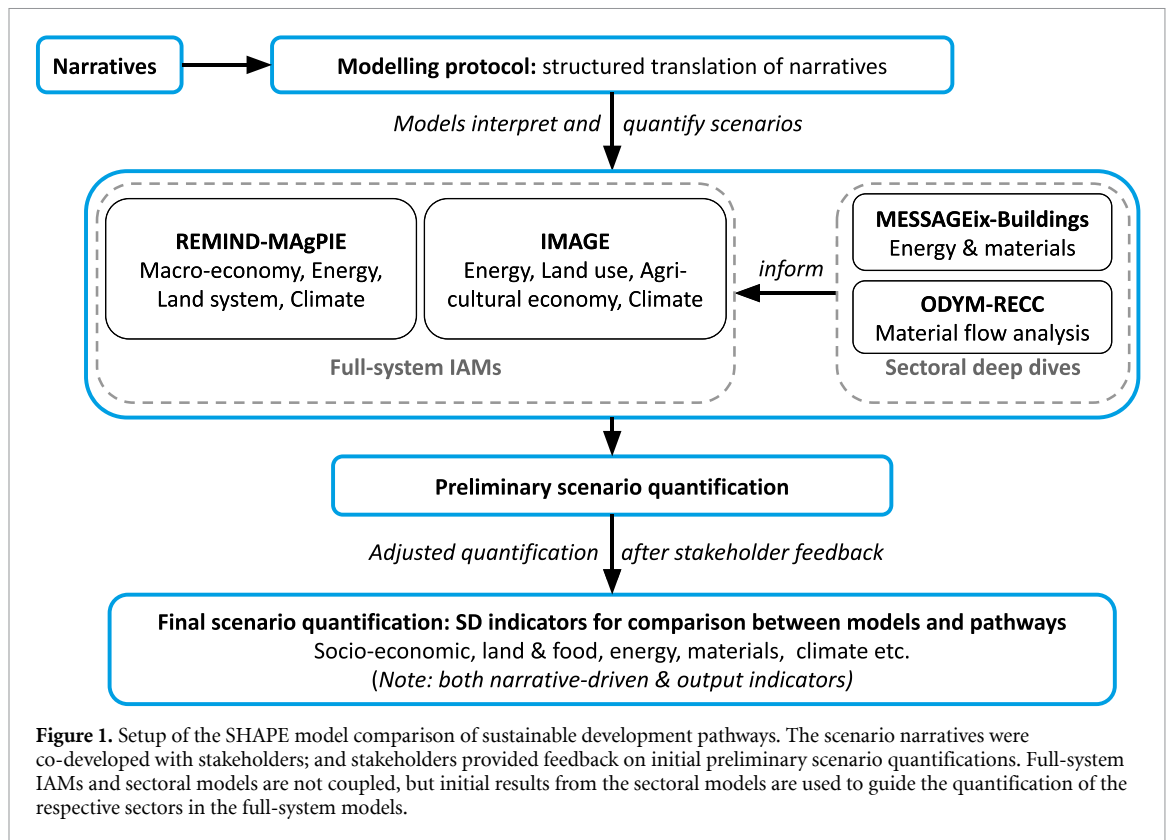 Narratives
Modelling protocol: structured translation of narratives
Models interpret and quantify scenarios
REMIND-MAgPIE
Macro-economy, Energy,
Land system, Climate
IMAGE
Energy, Land use, Agri-
cultural economy, Climate
Full-system IAMs
inform
MESSAGEix-Buildings
Energy & materials
ODYM-RECC
Material flow analysis
Sectoral deep dives
Preliminary scenario quantification
Adjusted quantification after stakeholder feedback
Final scenario quantification: SD indicators for comparison between models and pathways
Socio-economic, land & food, energy, materials, climate etc.
(Note: both narrative-driven & output indicators)
Figure 1. Setup of the SHAPE model comparison of sustainable development pathways. The scenario narratives were
co-developed with stakeholders; and stakeholders provided feedback on initial preliminary scenario quantifications. Full-system
IAMs and sectoral models are not coupled, but initial results from the sectoral models are used to guide the quantification of the
respective sectors in the full-system models.